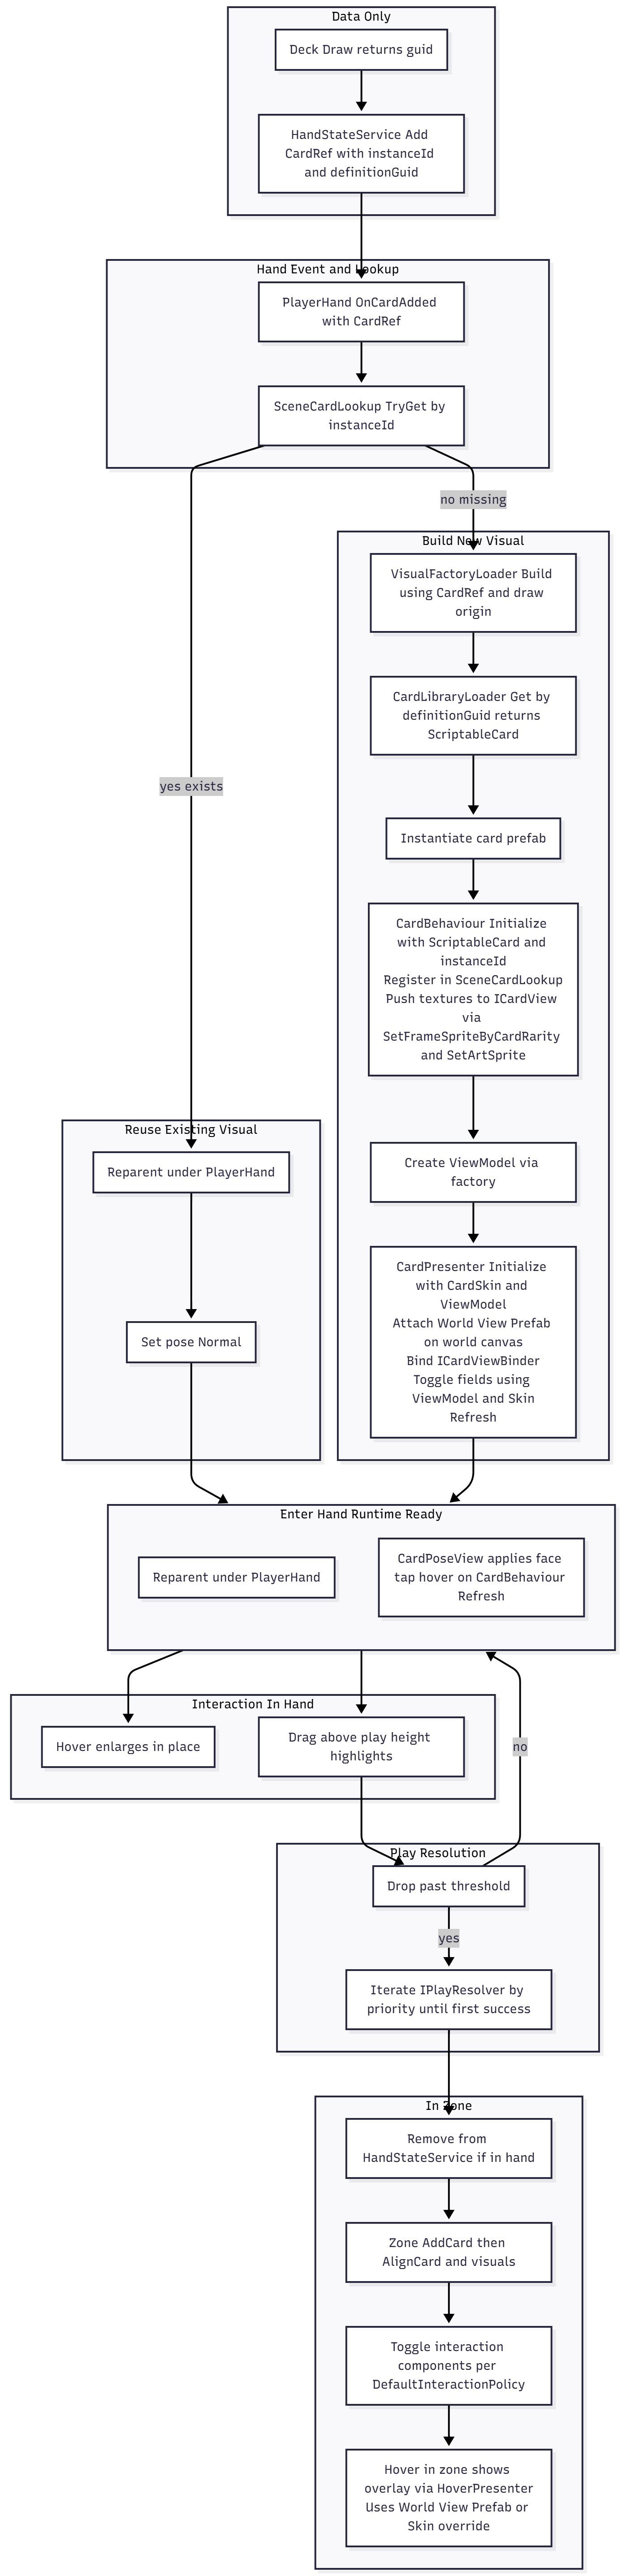 Data Only
Deck Draw returns guid
HandStateService Add
CardRef with instanceId
and definitionGuid
Hand Event and Lookup
PlayerHand OnCardAdded
with CardRef
SceneCardLookup TryGet by
instanceId
no missing
Build New Visual
VisualFactoryLoader Build
using CardRef and draw
origin
CardLibraryLoader Get by
definitionGuid returns
ScriptableCard
yes exists
Instantiate card prefab
CardBehaviour Initialize
with ScriptableCard and
instanceId
Register in SceneCardLookup
Push textures to ICardView
via
SetFrameSpriteByCardRarity
and SetArtSprite
Reuse Existing Visual
Reparent under PlayerHand
Create ViewModel via
factory
Set pose Normal
CardPresenter Initialize
with CardSkin and
ViewModel
Attach World View Prefab
on world canvas
Bind ICardViewBinder
Toggle fields using
ViewModel and Skin
Refresh
Enter Hand Runtime Ready
Reparent under PlayerHand
CardPoseView applies face
tap hover on CardBehaviour
Refresh
Interaction In Hand
Hover enlarges in place
Drag above play height
highlights
no
Play Resolution
Drop past threshold
yes
Iterate IPlayResolver by
priority until first success
In Zone
Remove from
HandStateService if in hand
Zone AddCard then
AlignCard and visuals
Toggle interaction
components per
DefaultInteractionPolicy
Hover in zone shows
overlay via HoverPresenter
Uses World View Prefab or
Skin override